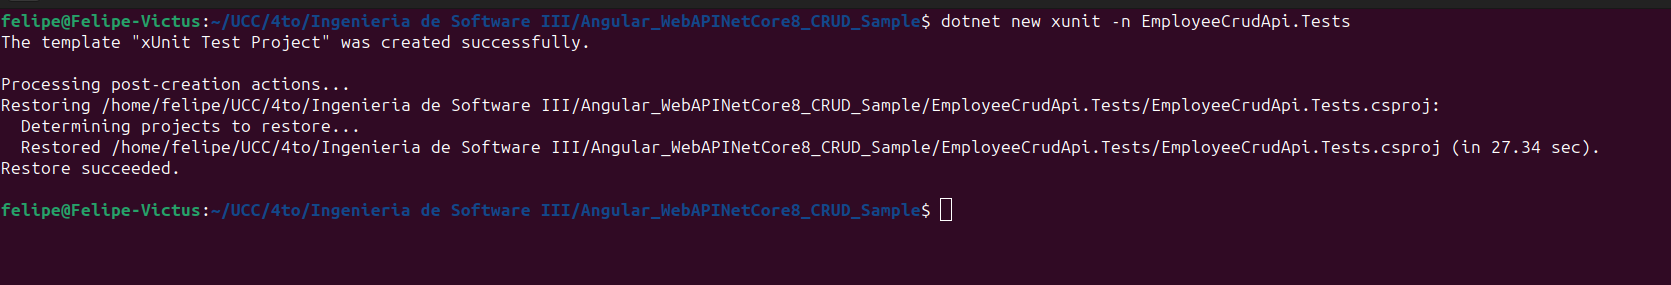 felipe@Felipe-Victus:~/UCC/4to/Ingenieria de Software III/Angular_WebAPINetCore8_CRUD_Sample$ dotnet new xunit -n EmployeeCrudApi.Tests
The template "xUnit Test Project" was created successfully.

Processing post-creation actions...
Restoring /home/felipe/UCC/4to/Ingenieria de Software III/Angular_WebAPINetCore8_CRUD_Sample/EmployeeCrudApi.Tests/EmployeeCrudApi.Tests.csproj:
  Determining projects to restore...
  Restored /home/felipe/UCC/4to/Ingenieria de Software III/Angular_WebAPINetCore8_CRUD_Sample/EmployeeCrudApi.Tests/EmployeeCrudApi.Tests.csproj (in 27.34 sec).
Restore succeeded.

felipe@Felipe-Victus:~/UCC/4to/Ingenieria de Software III/Angular_WebAPINetCore8_CRUD_Sample$